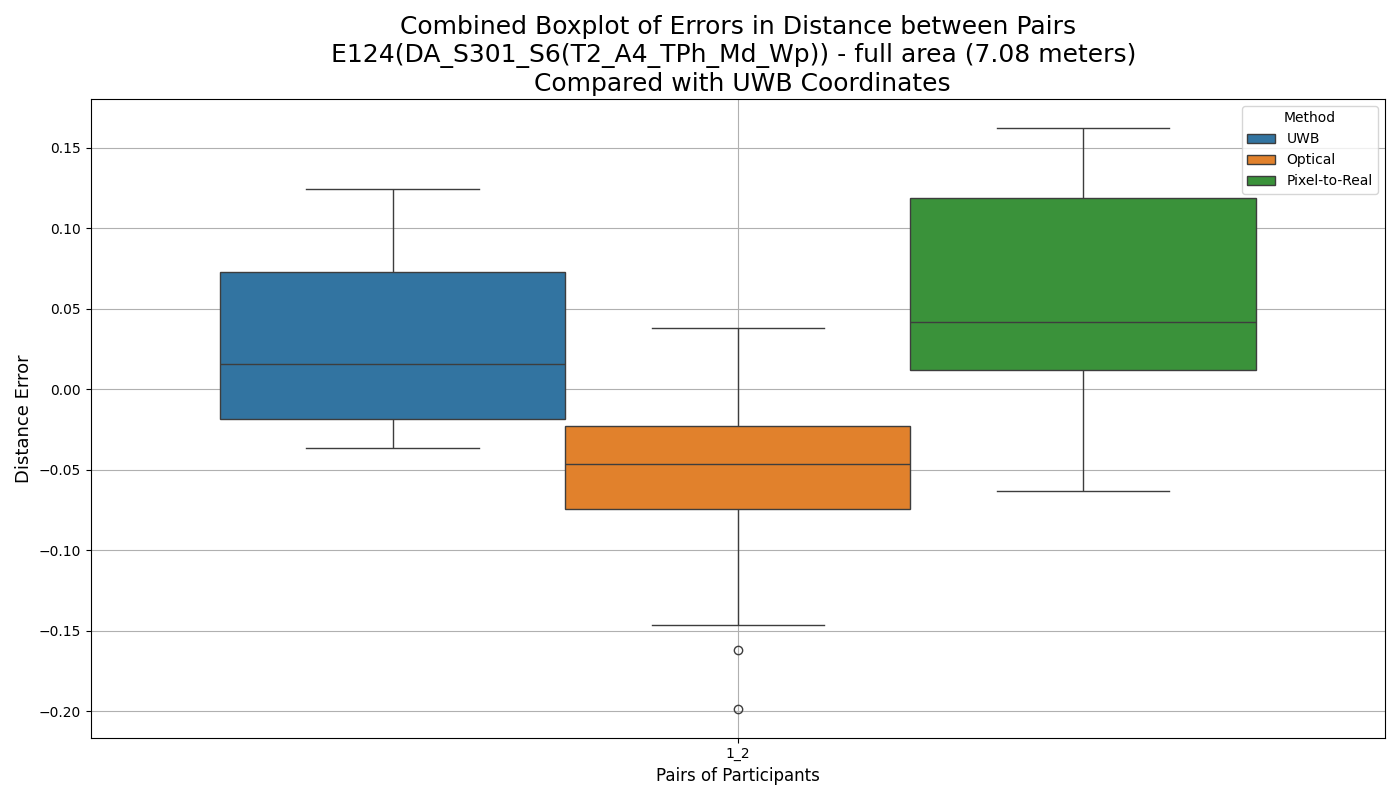 Combined Boxplot of Errors in Distance between Pairs
E124(DA_S301_S6(T2_A4_TPh_Md_Wp)) - full area (7.08 meters)
Compared with UWB Coordinates
Method
UWB
Optical
Pixel-to-Real
Distance Error
0.15
0.10
0.05
0.00
−0.05
−0.10
−0.15
−0.20
1_2
Pairs of Participants